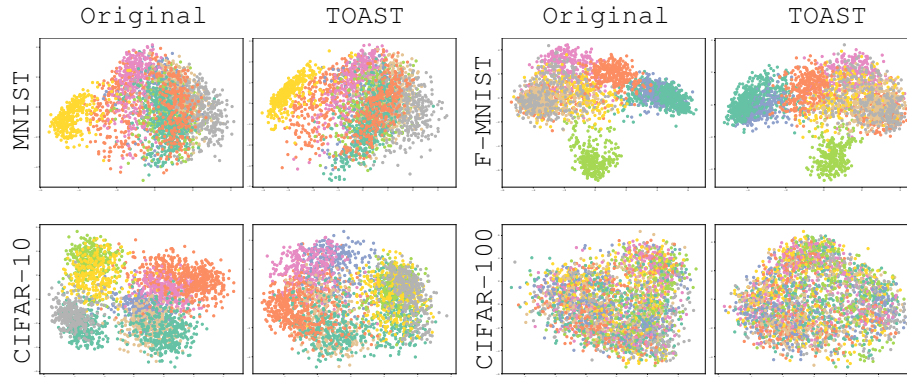 Original TOAST Original TOAST
MNIST
F-MNIST
CIFAR-10
CIFAR-100